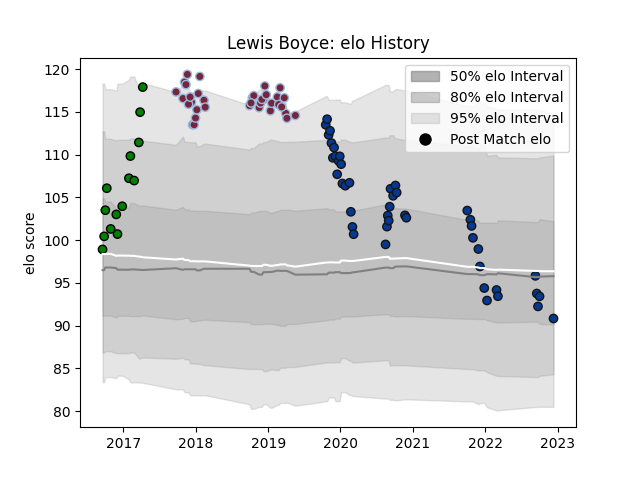 Lewis Boyce: elo History
50% elo Interval
80% elo Interval
95% elo Interval
Post Match elo
elo score
120
115
110
105
100
95
90
85
80
2017 2018 2019 2020 2021 2022 2023